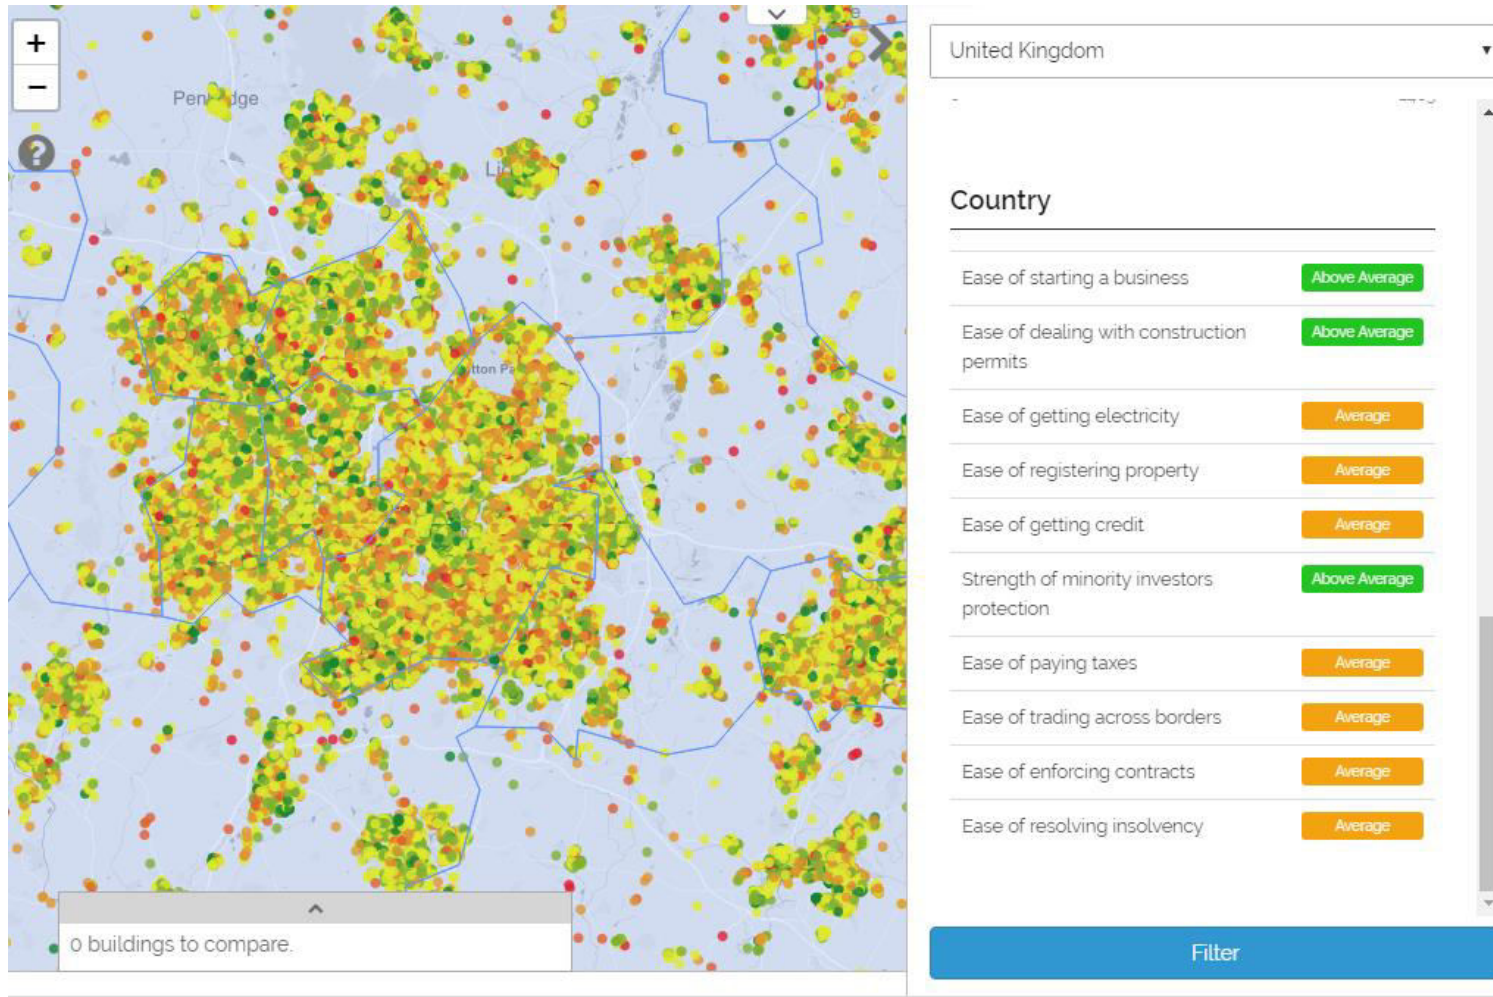 +
United Kingdom
−
?
Country
Ease of starting a business Above Average
Ease of dealing with construction Above Average
permits
Ease of getting electricity Average
Ease of registering property Average
Ease of getting credit Average
Strength of minority investors Above Average
protection
Ease of paying taxes Average
Ease of trading across borders Average
Ease of enforcing contracts Average
Ease of resolving insolvency Average
0 buildings to compare.
Filter